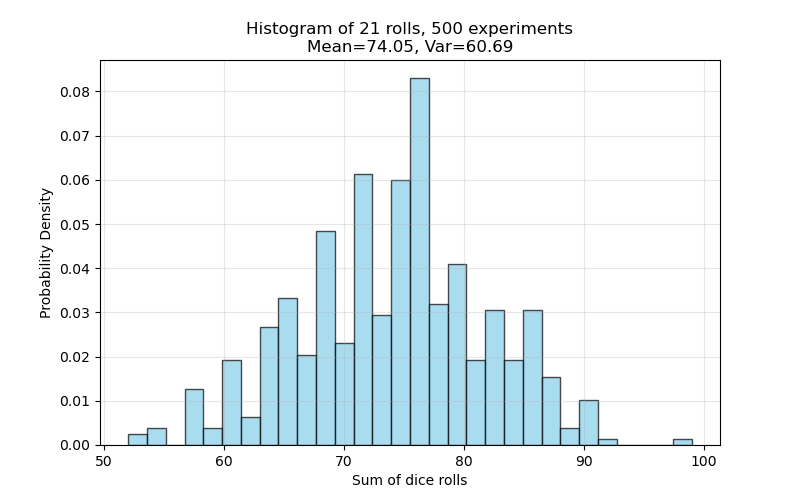 Histogram of 21 rolls, 500 experiments
Mean=74.05, Var=60.69
Probability Density
0.08
0.07
0.06
0.05
0.04
0.03
0.02
0.01
0.00
50 60 70 80 90 100
Sum of dice rolls